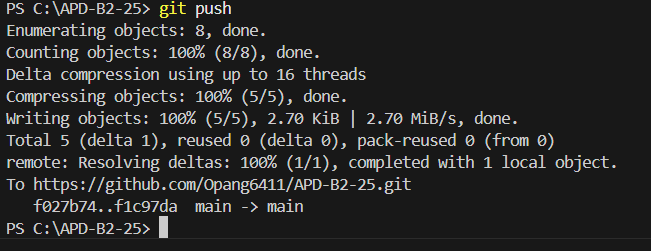 PS C:\APD-B2-25> git push
Enumerating objects: 8, done.
Counting objects: 100% (8/8), done.
Delta compression using up to 16 threads
Compressing objects: 100% (5/5), done.
Writing objects: 100% (5/5), 2.70 KiB | 2.70 MiB/s, done.
Total 5 (delta 1), reused 0 (delta 0), pack-reused 0 (from 0)
remote: Resolving deltas: 100% (1/1), completed with 1 local object.
To https://github.com/Opang6411/APD-B2-25.git
   f027b74..f1c97da  main -> main
PS C:\APD-B2-25>